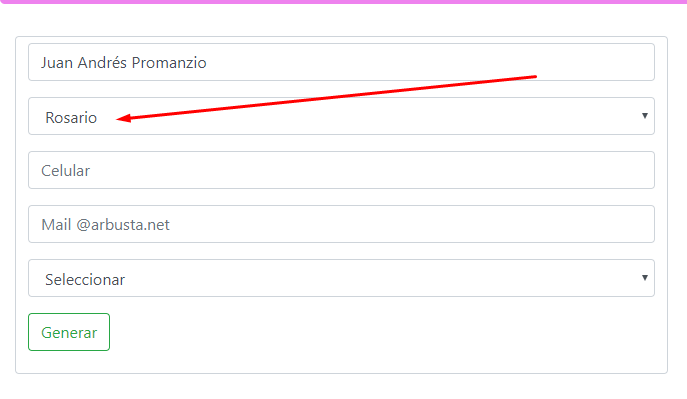 Juan Andrés Promanzio
Rosario
Celular
Mail @arbusta.net
Seleccionar
Generar